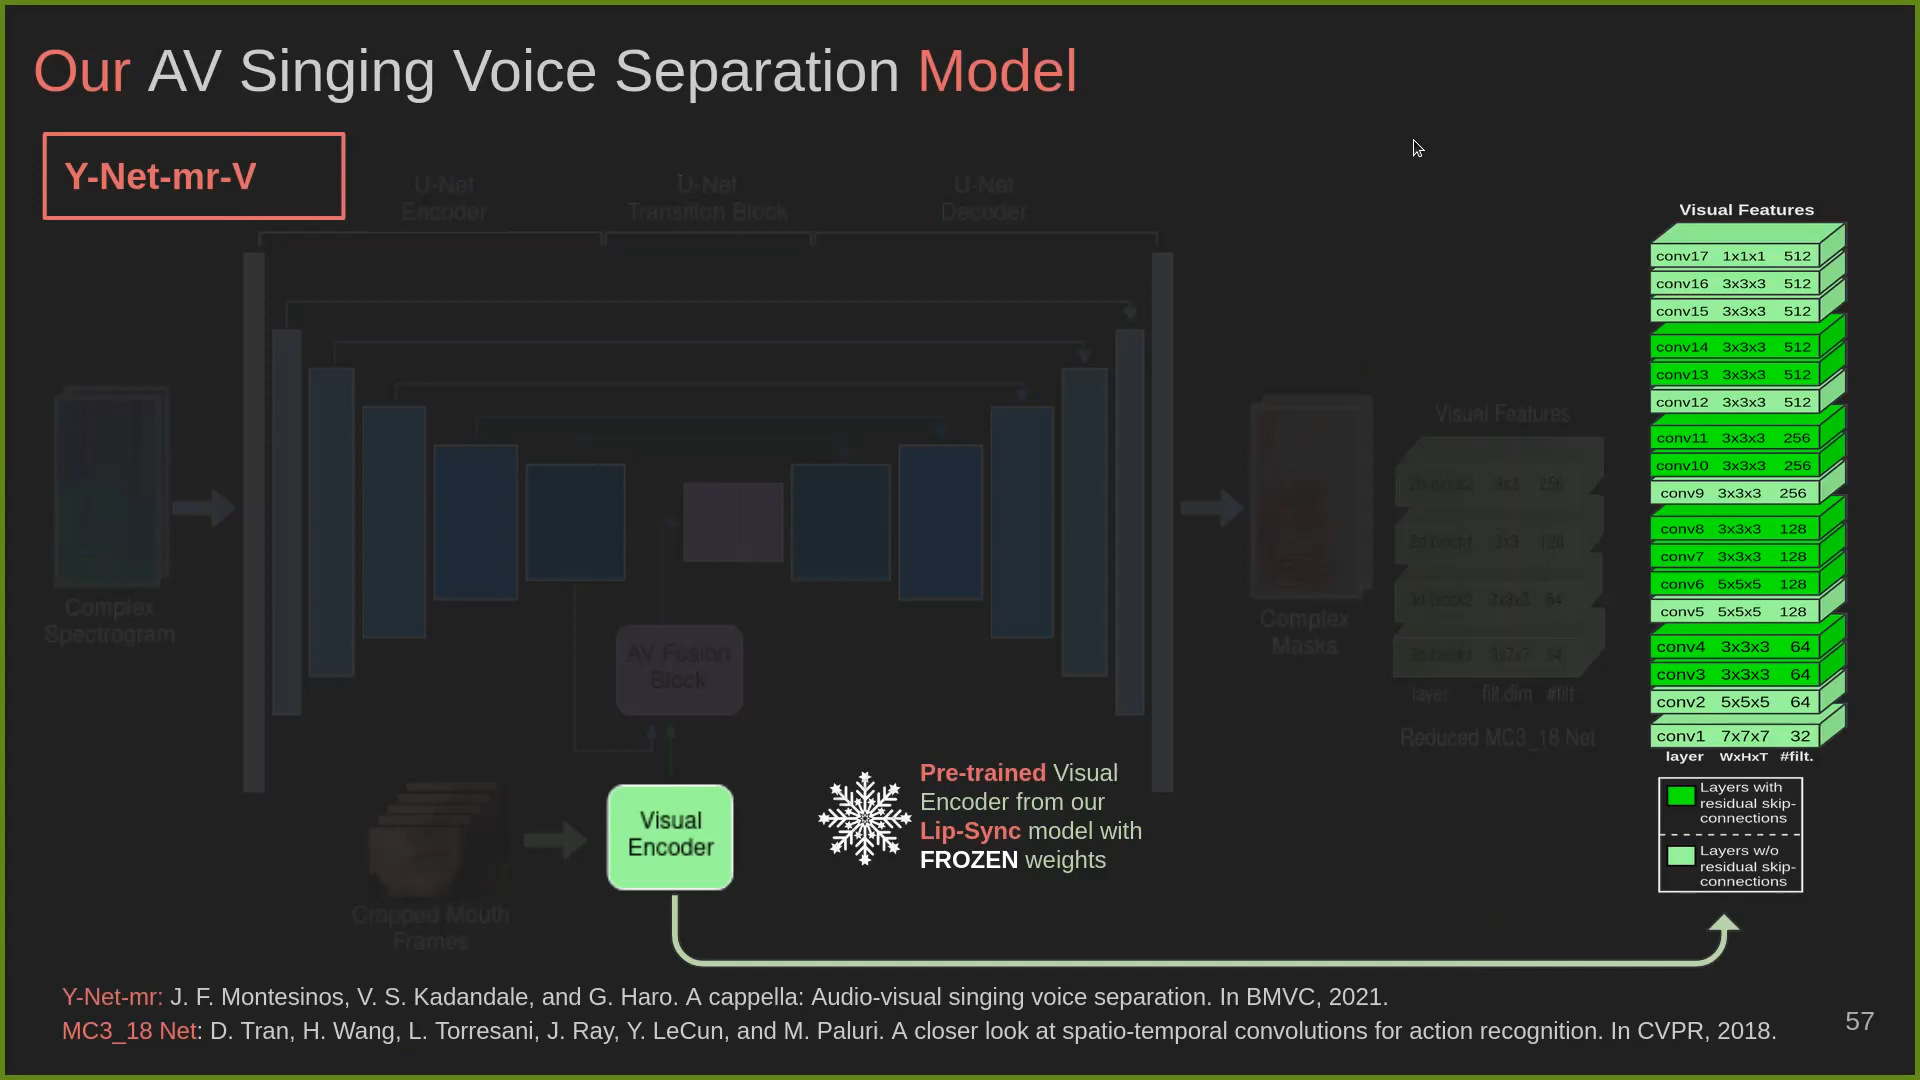 Our AV Singing Voice Separation Model
Y-Net-mr-V
U-Net
Encoder
U-Net
Transition Block
U-Net
Decoder
Complex
Spectrogram
AV Fusion
Block
Complex
Masks
Visual Features
layer filt.dim #filt
Reduced MC3_18 Net
Visual Features
conv17 1x1x1 512
conv16 3x3x3 512
conv15 3x3x3 512
conv14 3x3x3 512
conv13 3x3x3 512
conv12 3x3x3 512
conv11 3x3x3 256
conv10 3x3x3 256
conv9 3x3x3 256
conv8 3x3x3 128
conv7 3x3x3 128
conv6 5x5x5 128
conv5 5x5x5 128
conv4 3x3x3 64
conv3 3x3x3 64
conv2 5x5x5 64
conv1 7x7x7 32
layer WxHxT #filt.
Layers with
residual skip-
connections
Layers w/o
residual skip-
connections
Visual
Encoder
Pre-trained Visual
Encoder from our
Lip-Sync model with
FROZEN weights
Cropped Mouth
Frames
Y-Net-mr: J. F. Montesinos, V. S. Kadandale, and G. Haro. A cappella: Audio-visual singing voice separation. In BMVC, 2021.
MC3_18 Net: D. Tran, H. Wang, L. Torresani, J. Ray, Y. LeCun, and M. Paluri. A closer look at spatio-temporal convolutions for action recognition. In CVPR, 2018.
57